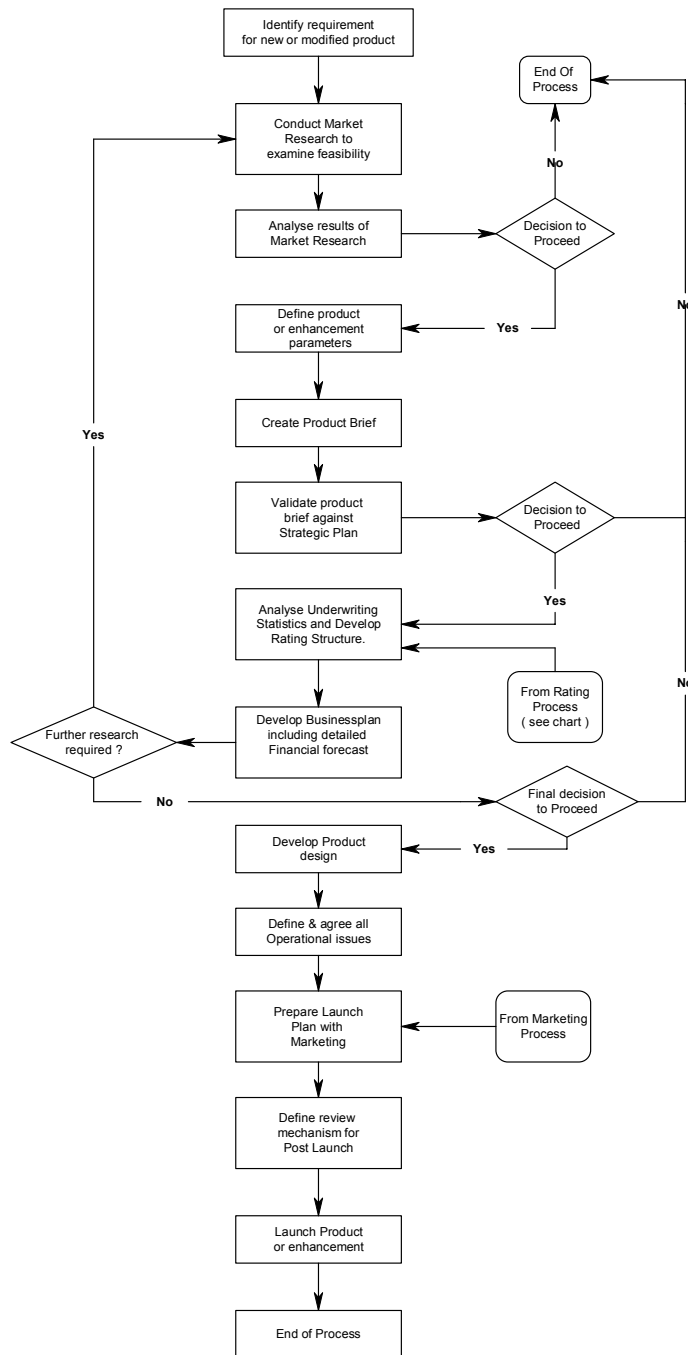 Identify requirement
for new or modified product
End Of
Process
Conduct Market
Research to
examine feasibility
No
Analyse results of
Market Research
Decision to
Proceed
Define product
or enhancement
parameters
Yes
No
Create Product Brief
Yes
Validate product
brief against
Strategic Plan
Decision to
Proceed
Yes
Analyse Underwriting
Statistics and Develop
Rating Structure.
From Rating
Process
( see chart )
No
Further research
required ?
Develop Businessplan
including detailed
Financial forecast
No
Final decision
to Proceed
Develop Product
design
Yes
Define & agree all
Operational issues
Prepare Launch
Plan with
Marketing
From Marketing
Process
Define review
mechanism for
Post Launch
Launch Product
or enhancement
End of Process